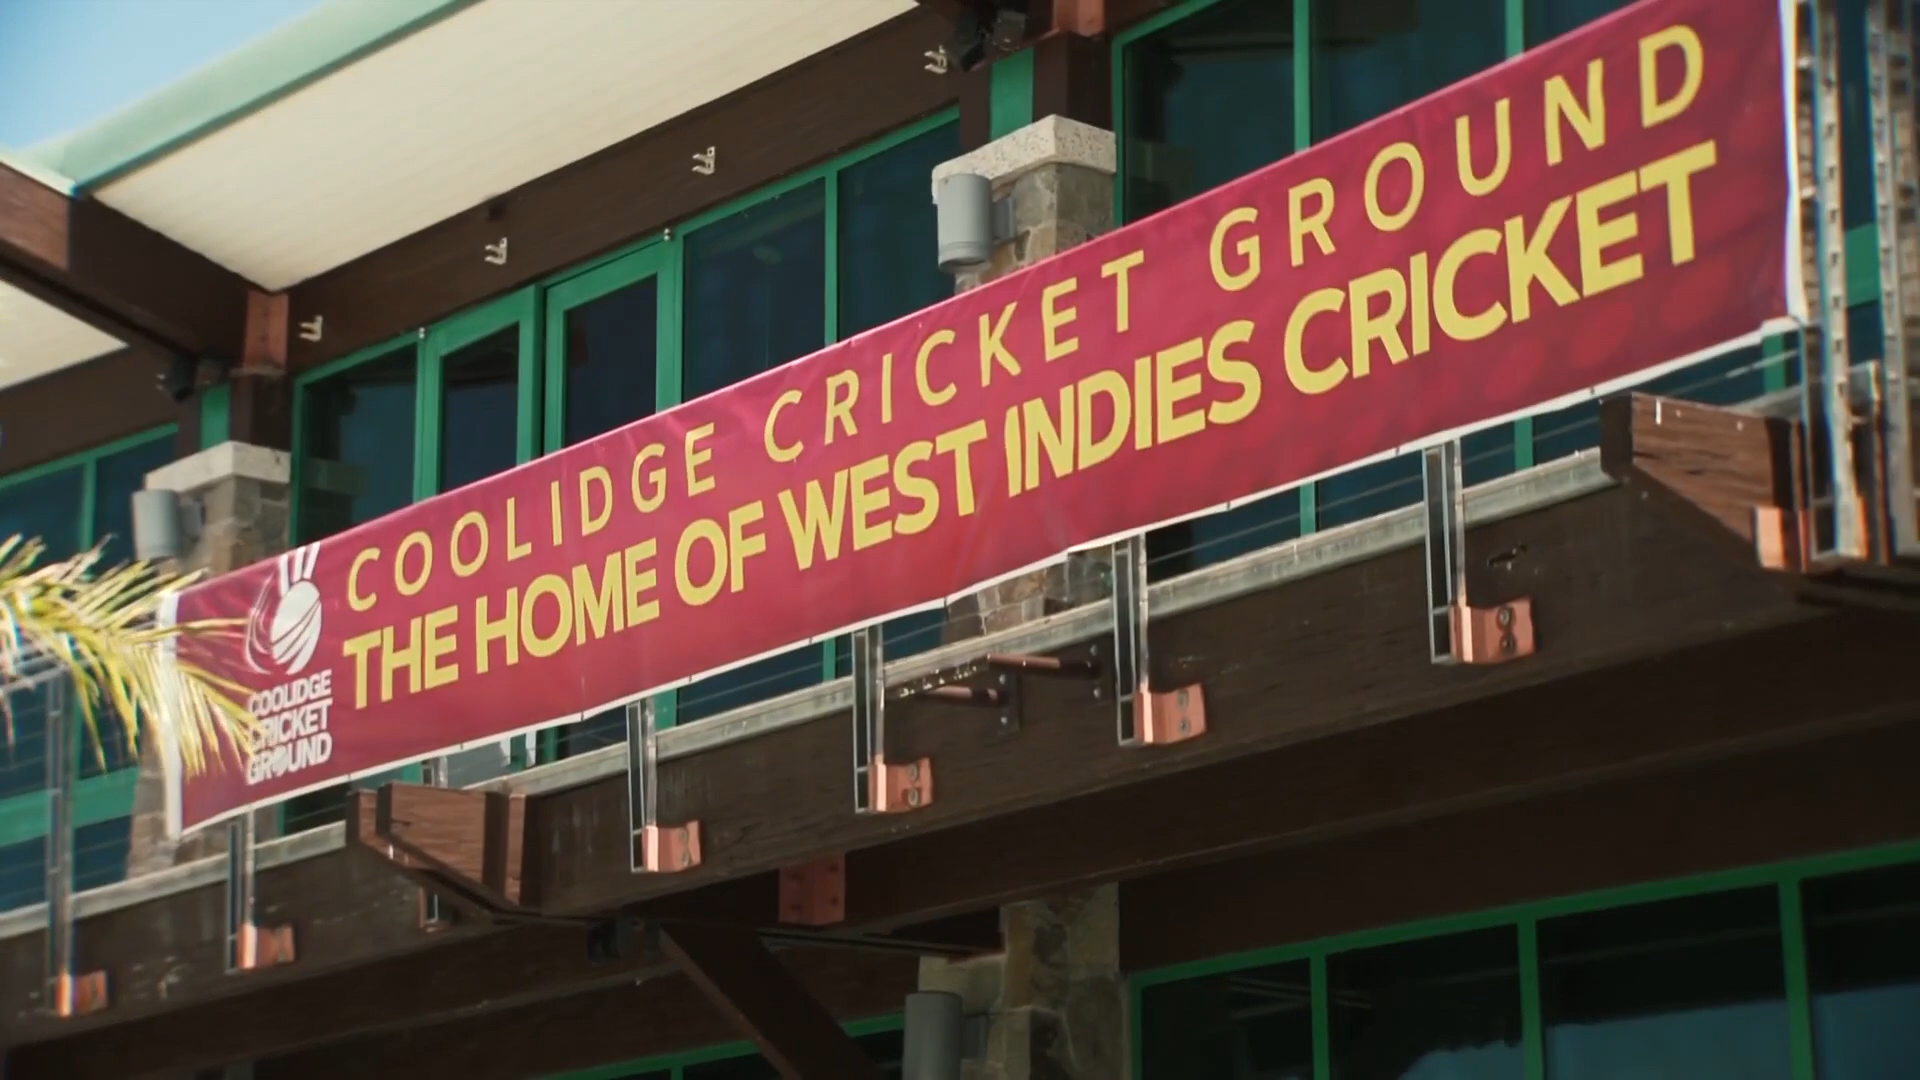 COOLIDGE CRICKET GROUND
THE HOME OF WEST INDIES CRICKET
COOLIDGE
CRICKET
GROUND